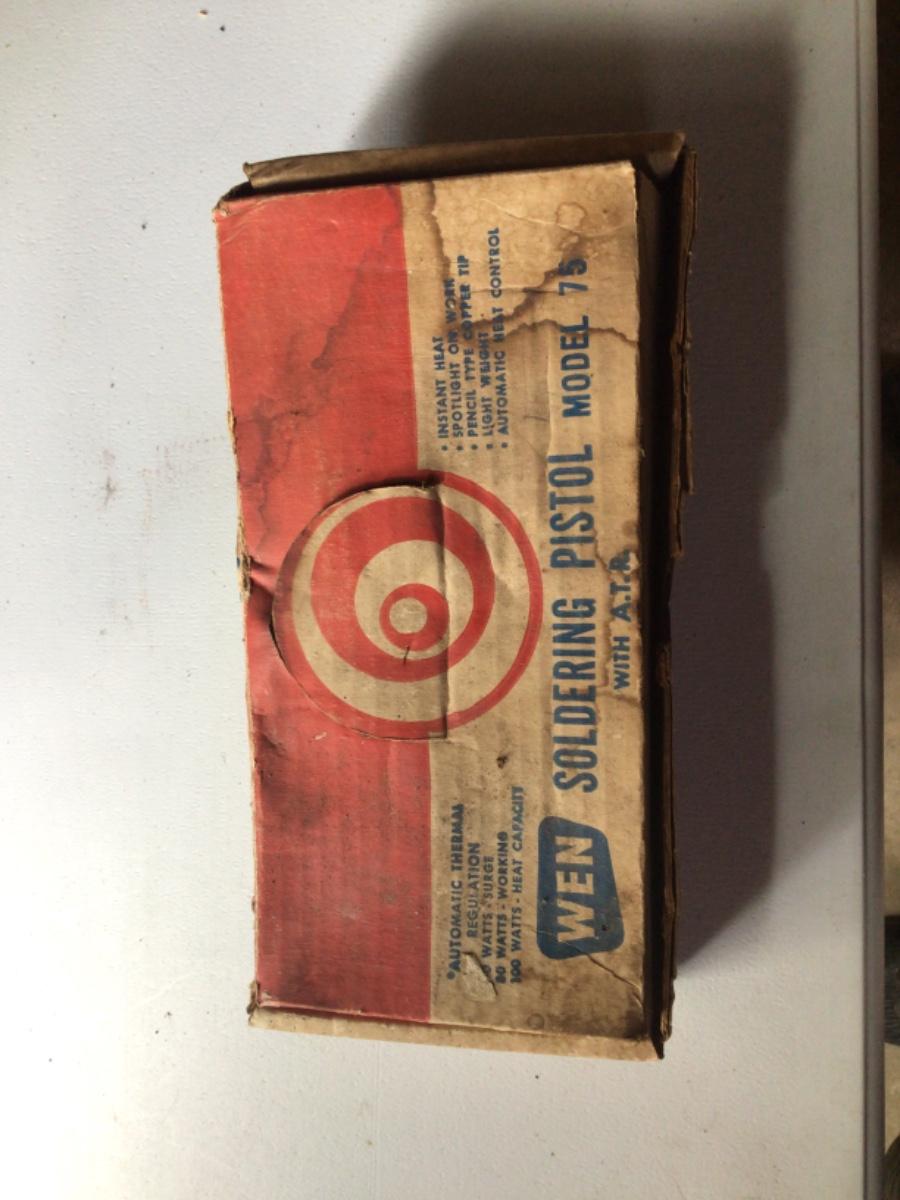 *AUTOMATIC THERMAL
REGULATION
WATTS - SURGE
80 WATTS - WORKING
100 WATTS - HEAT CAPACITY
• INSTANT HEAT
• SPOTLIGHT ON WORK
• PENCIL TYPE COPPER TIP
• LIGHT WEIGHT
• AUTOMATIC HEAT CONTROL
WEN SOLDERING PISTOL MODEL 75
WITH A.T.R.